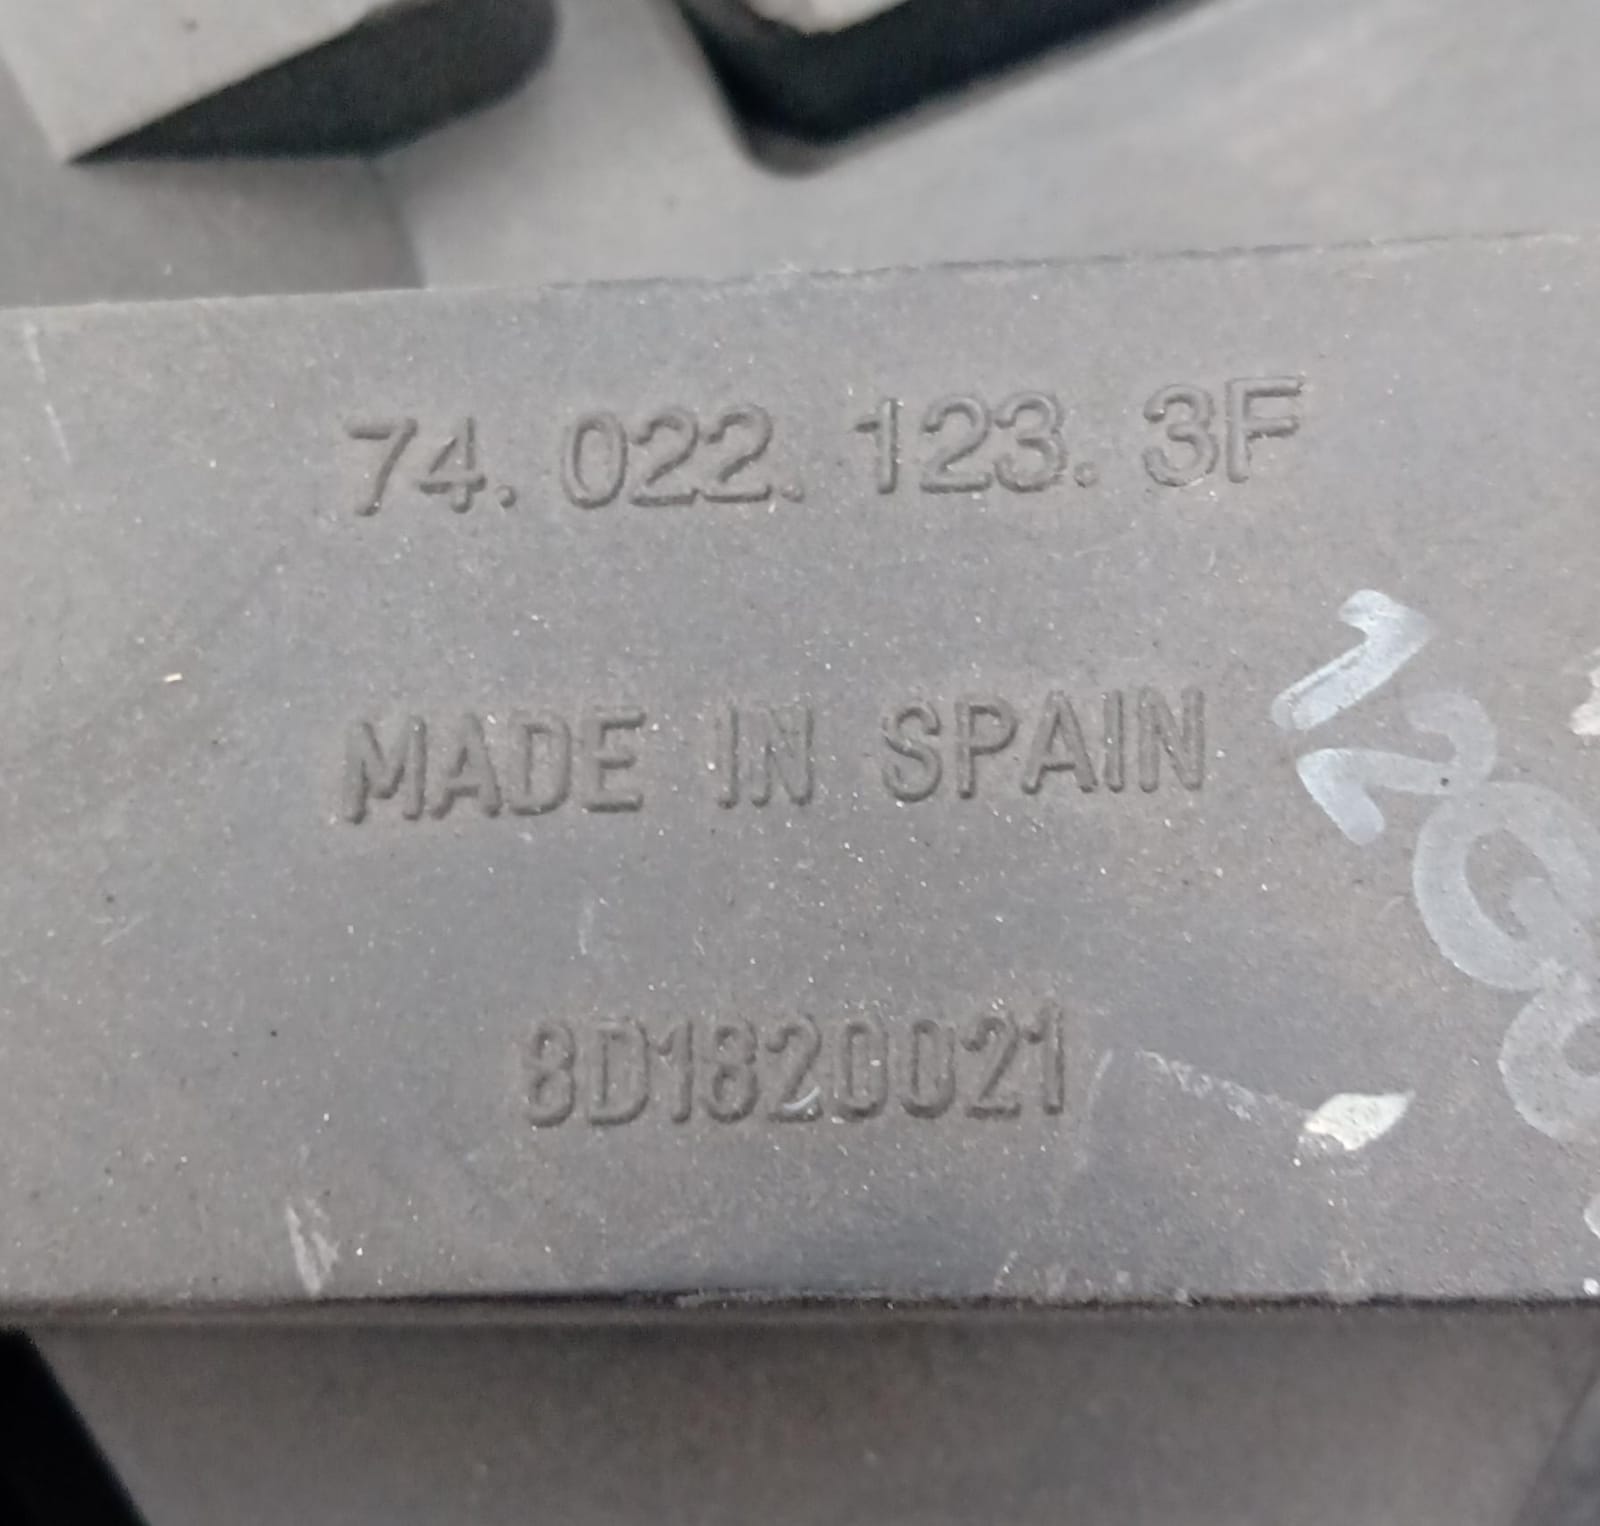 74. 022. 123. 3F
MADE IN SPAIN
8D1820021